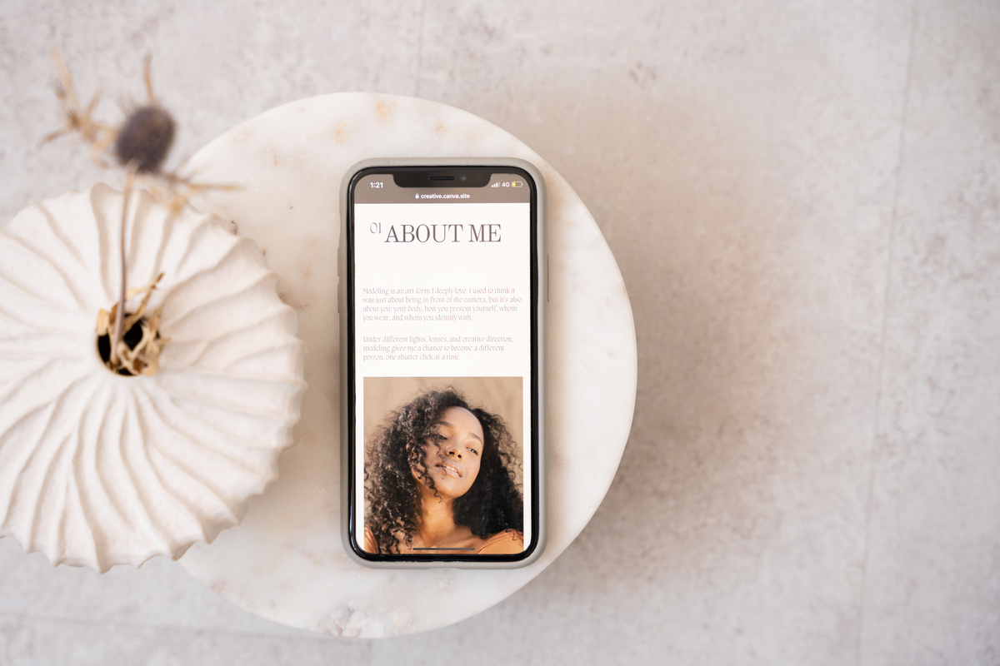 1:21
4G
creative.canva.site
01 ABOUT ME
Modeling is an art form I deeply love. I used to think it
was just about being in front of the camera, but it's also
about you: your body, how you present yourself, whom
you wear, and whom you identify with.
Under different lights, lenses, and creative direction,
modeling gives me a chance to become a different
person, one shutter click at a time.